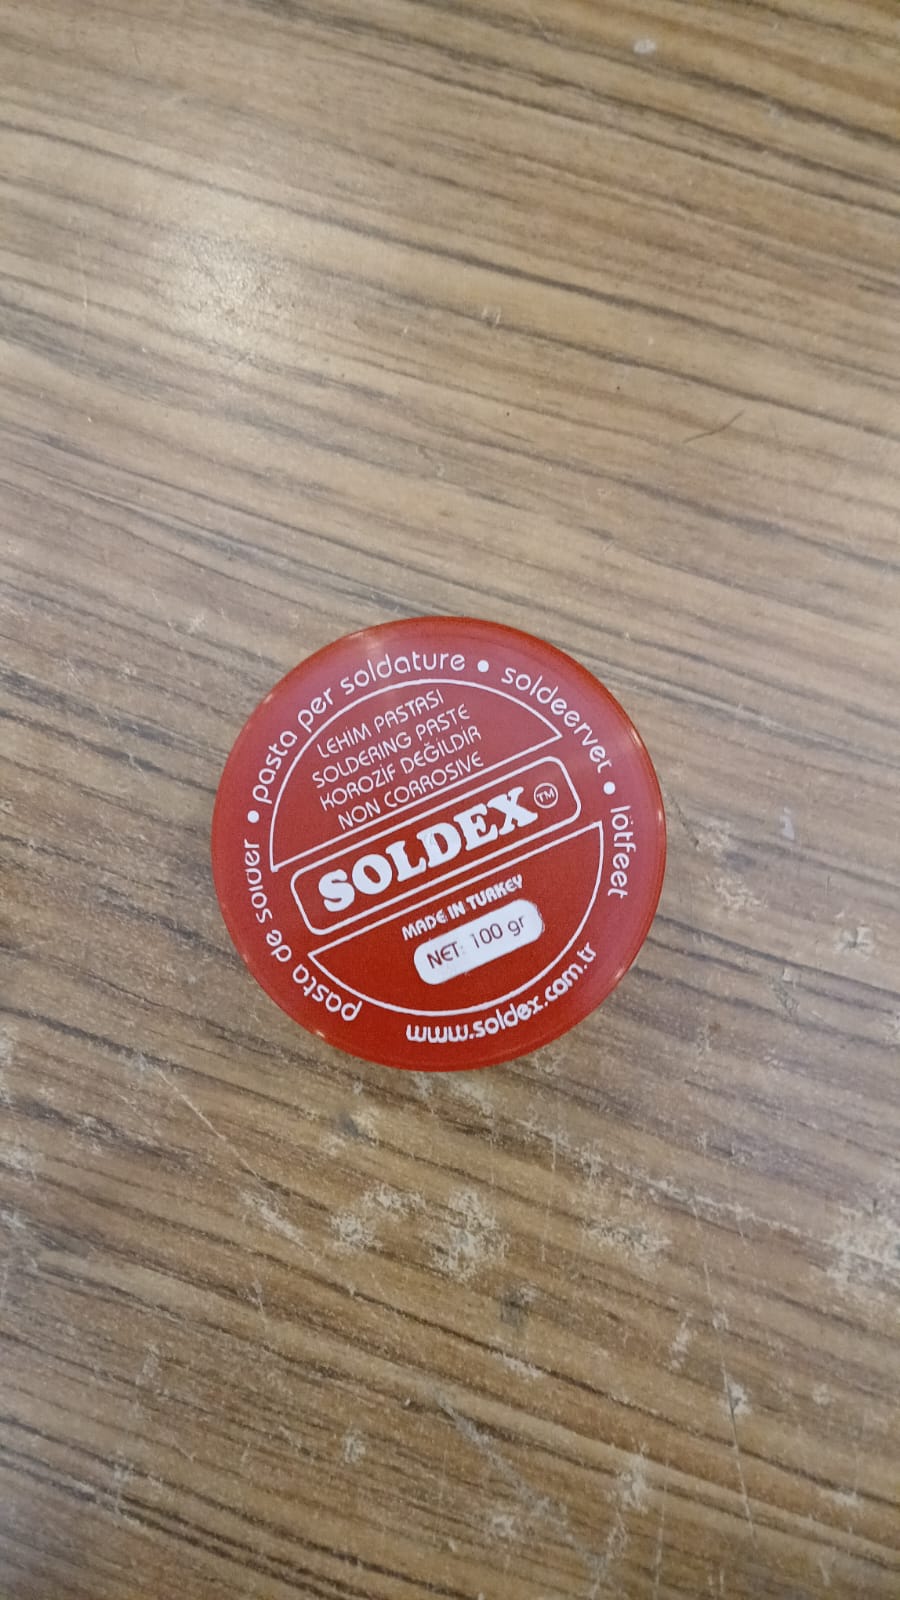 pasta de solder • pasta per soldature • soldeervet • lötfeet
LEHİM PASTASI
SOLDERING PASTE
KOROZİF DEĞİLDİR
NON CORROSIVE
SOLDEX™
MADE IN TURKEY
NET: 100 gr
www.soldex.com.tr